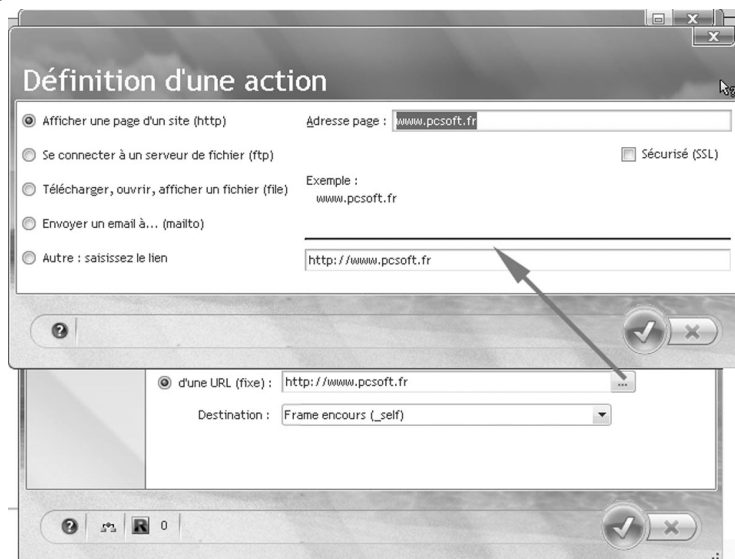 Définition d'une action
Afficher une page d'un site (http)
Adresse page : www.pcsoft.fr
Se connecter à un serveur de fichier (ftp)
Sécurisé (SSL)
Télécharger, ouvrir, afficher un fichier (file)
Exemple :
www.pcsoft.fr
Envoyer un email à... (mailto)
Autre : saisissez le lien
http://www.pcsoft.fr
d'une URL (fixe) : http://www.pcsoft.fr ...
Destination : Frame encours (_self)
R 0